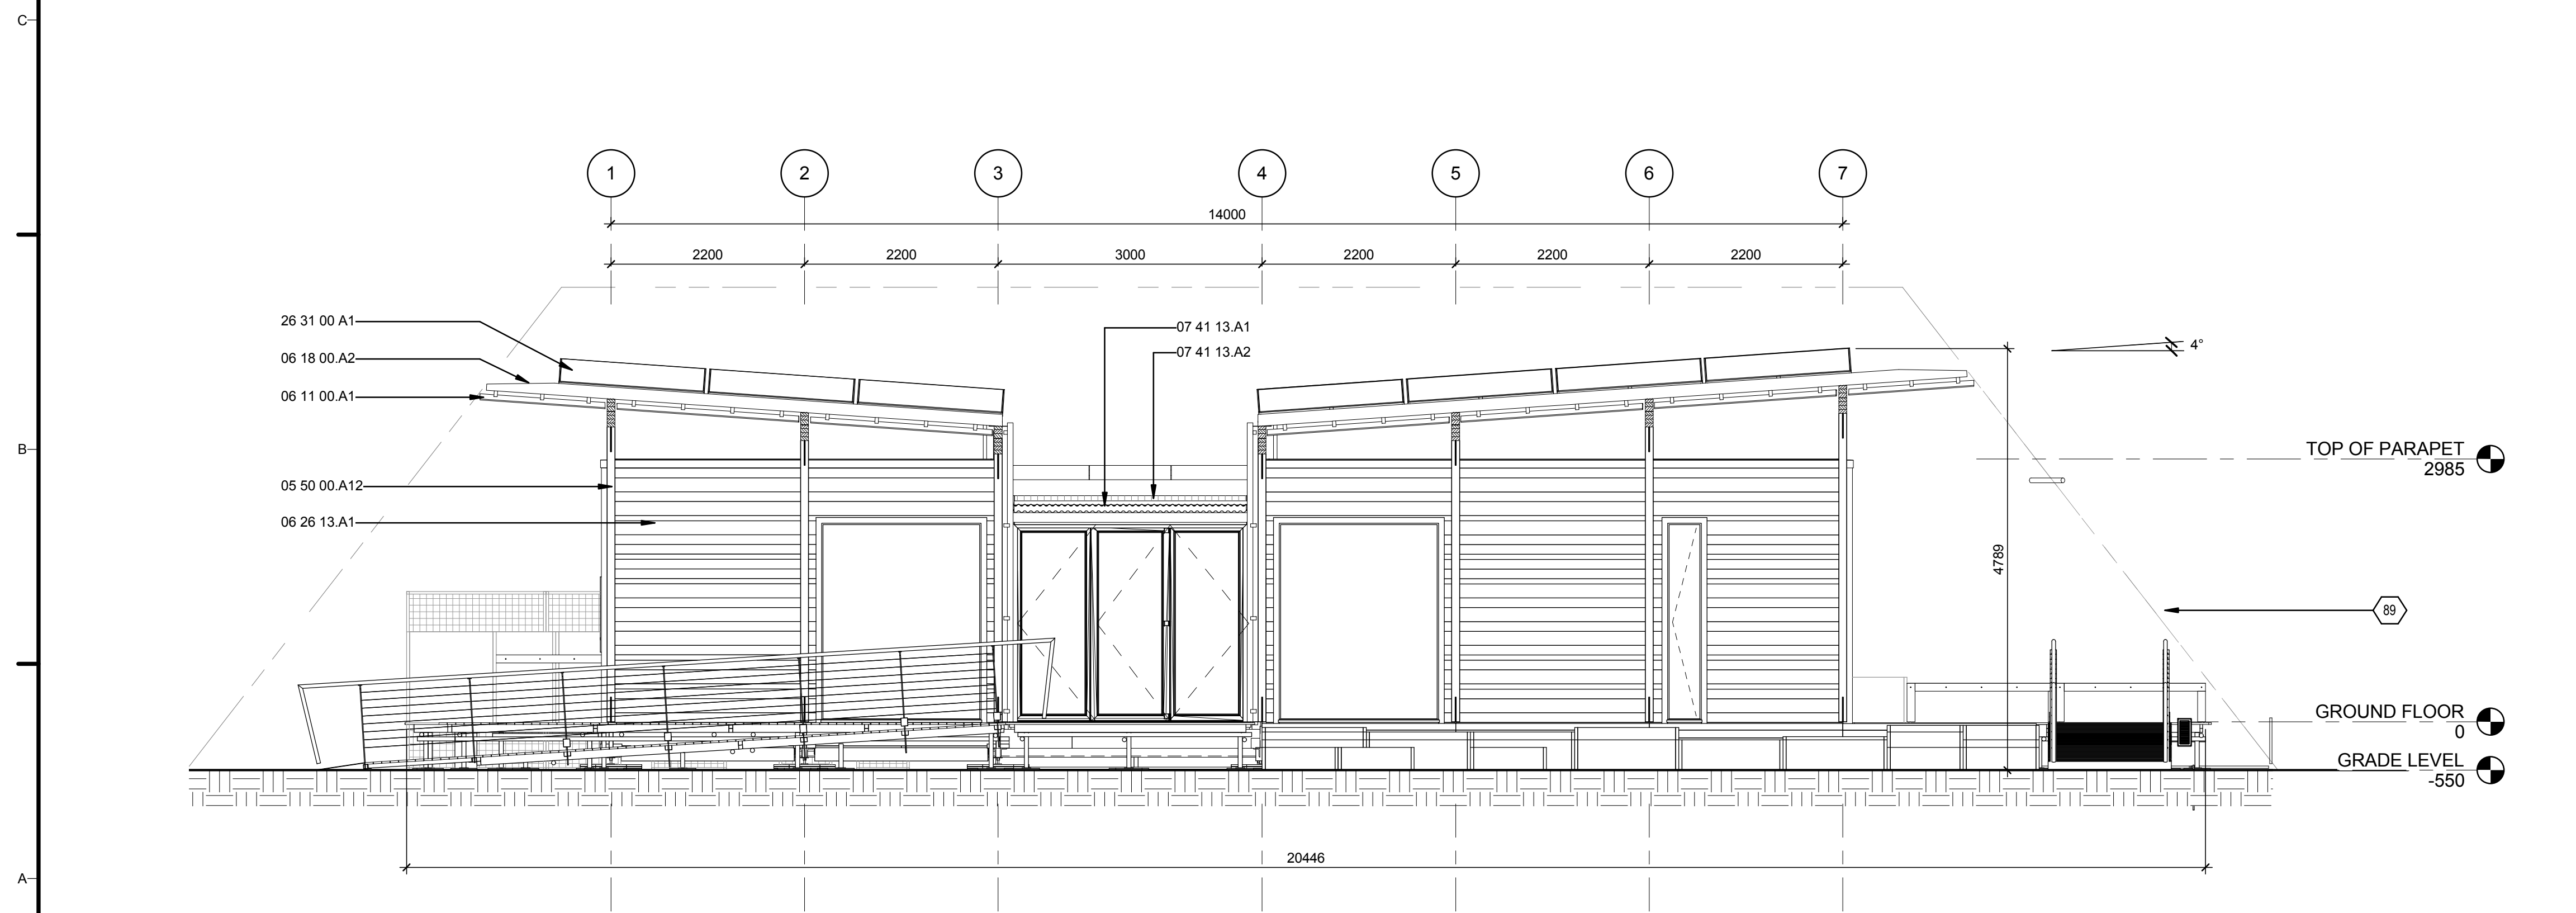 C
1 2 3 4 5 6 7
14000
2200 2200 3000 2200 2200 2200
26 31 00 A1
06 18 00.A2
06 11 00.A1
05 50 00.A12
06 26 13.A1
07 41 13.A1
07 41 13.A2
4°
B
TOP OF PARAPET
2985
4789
89
GROUND FLOOR
0
GRADE LEVEL
-550
20446
A